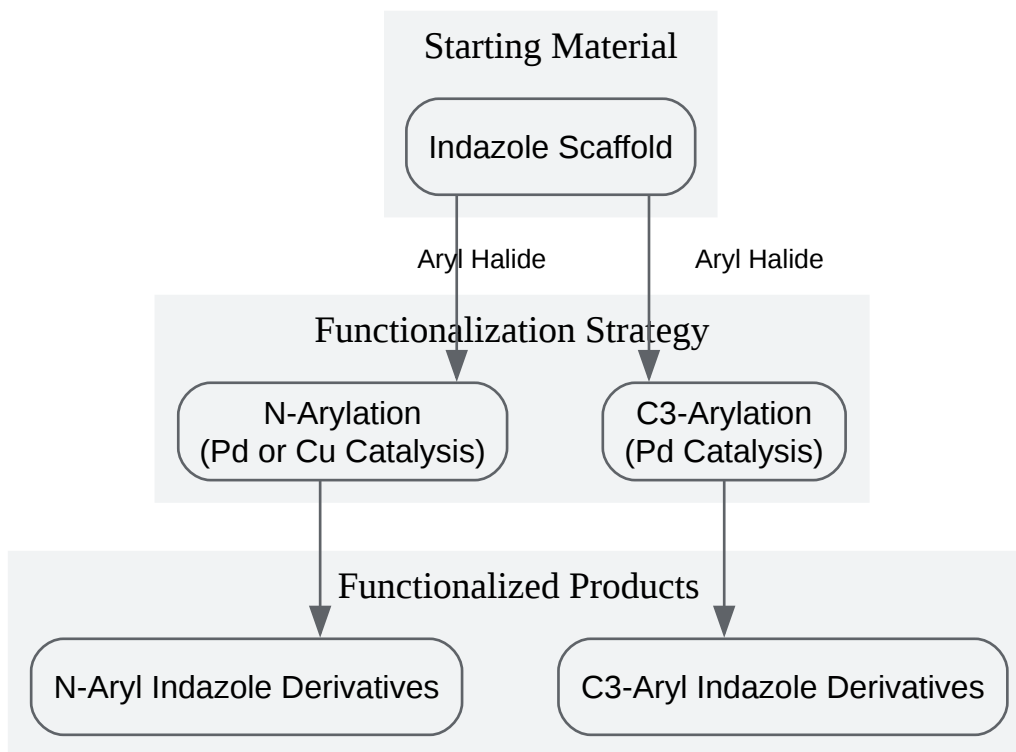 Starting Material
Indazole Scaffold
Aryl Halide
Aryl Halide
Functionalization Strategy
N-Arylation
(Pd or Cu Catalysis)
C3-Arylation
(Pd Catalysis)
Functionalized Products
N-Aryl Indazole Derivatives
C3-Aryl Indazole Derivatives